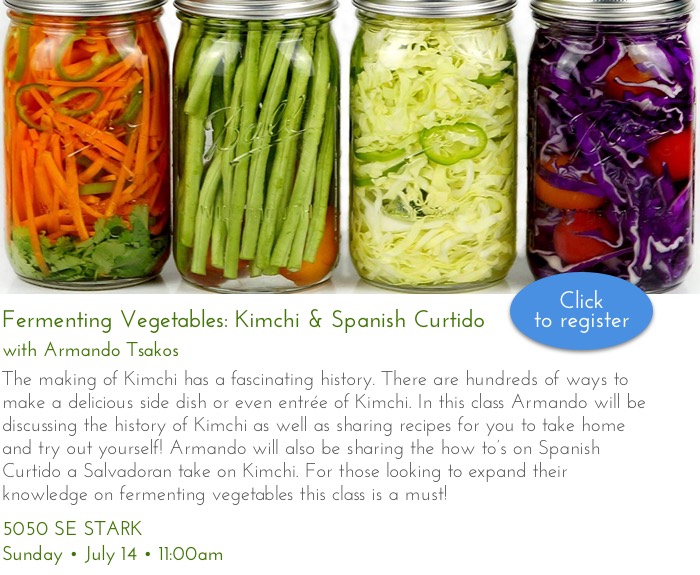 Ball
WIDE MOUTH
Click
to register
Fermenting Vegetables: Kimchi & Spanish Curtido
with Armando Tsakos
The making of Kimchi has a fascinating history. There are hundreds of ways to
make a delicious side dish or even entrée of Kimchi. In this class Armando will be
discussing the history of Kimchi as well as sharing recipes for you to take home
and try out yourself! Armando will also be sharing the how to's on Spanish
Curtido a Salvadoran take on Kimchi. For those looking to expand their
knowledge on fermenting vegetables this class is a must!
5050 SE STARK
Sunday • July 14 • 11:00am